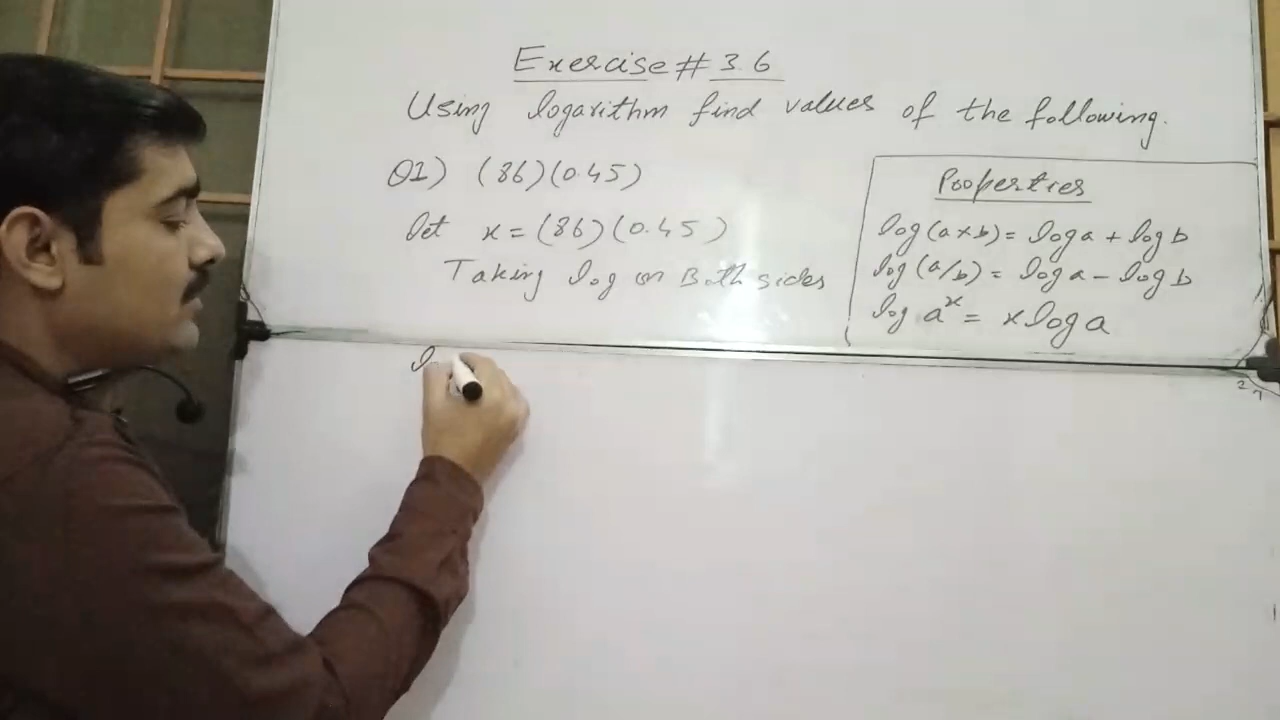 Exercise # 3.6
Using logarithm find values of the following.
Q1) (86)(0.45)
Let x = (86)(0.45)
Taking log on Both sides
Properties
log(a×b) = log a + log b
log(a/b) = log a - log b
log aˣ = x log a